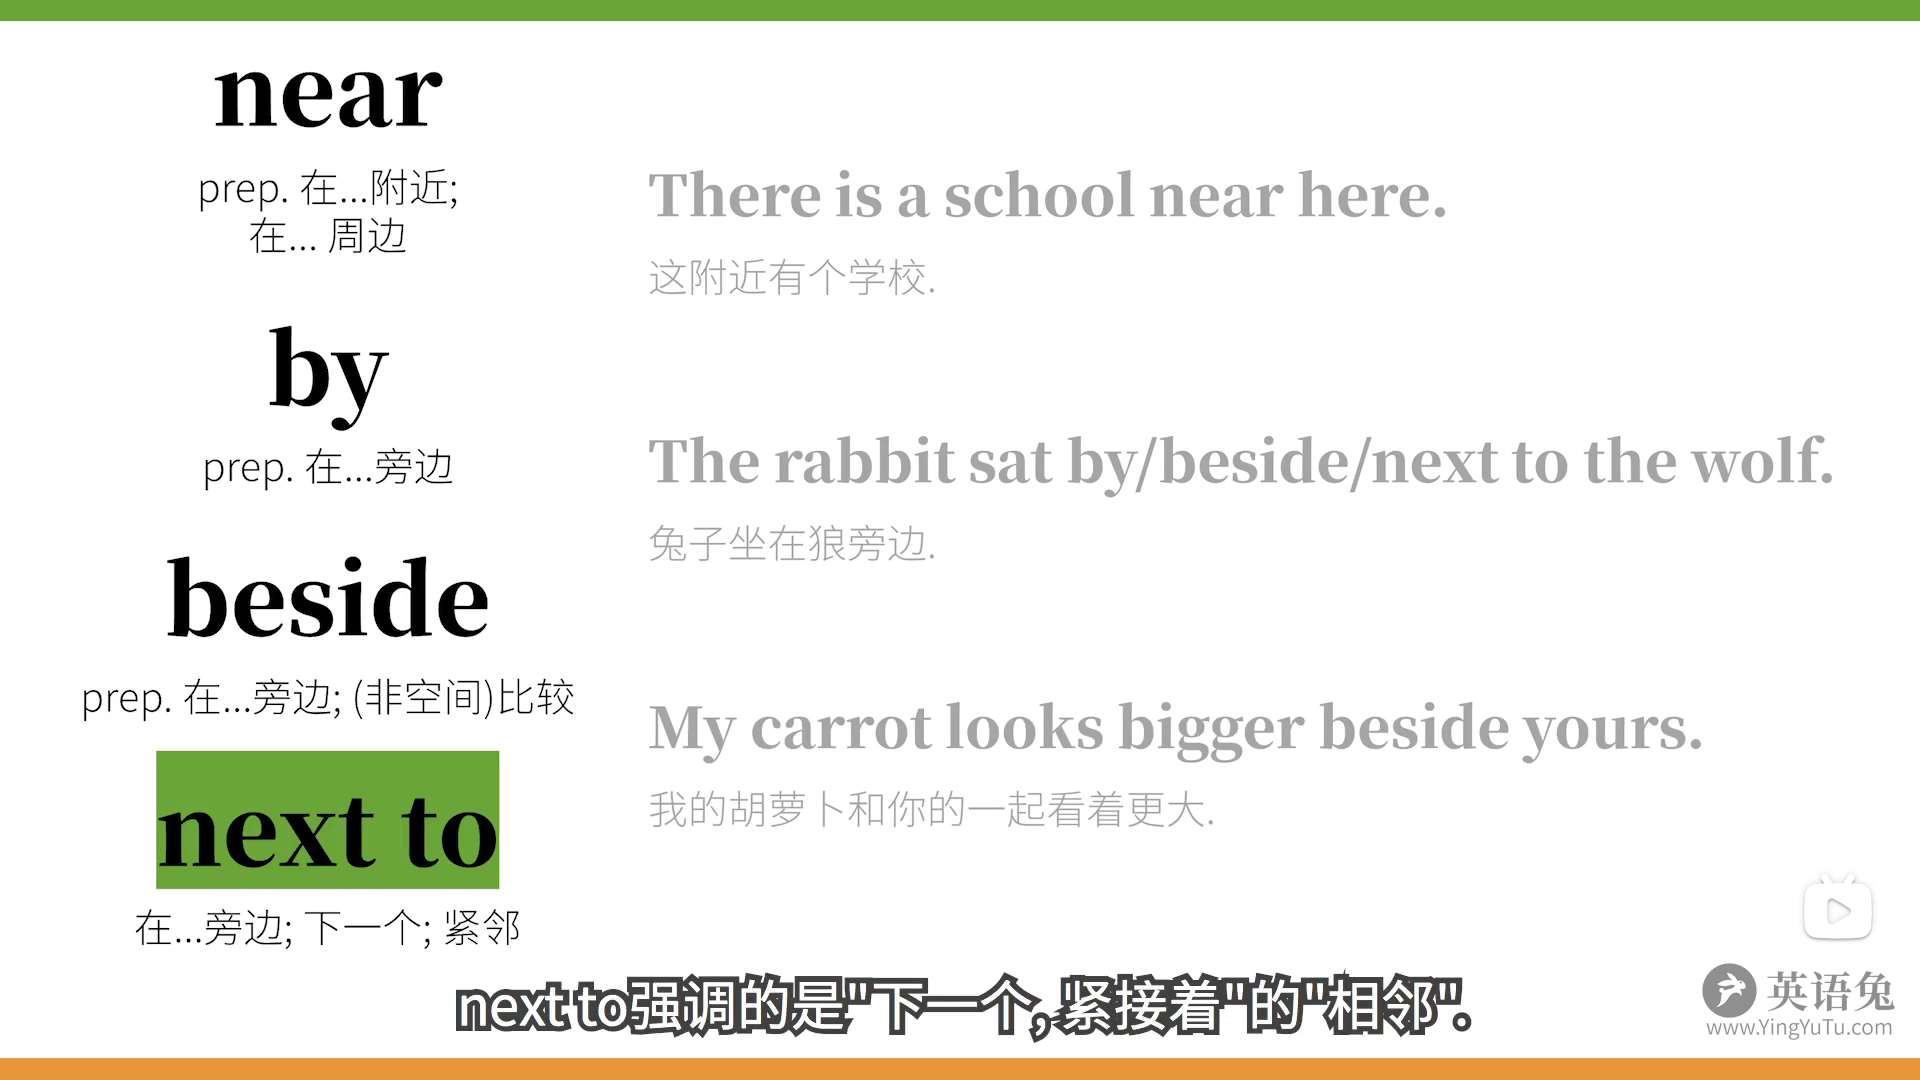 near
prep. 在...附近;
在... 周边
by
prep. 在...旁边
beside
prep. 在...旁边; (非空间)比较
next to
在...旁边; 下一个; 紧邻
There is a school near here.
这附近有个学校.
The rabbit sat by/beside/next to the wolf.
兔子坐在狼旁边.
My carrot looks bigger beside yours.
我的胡萝卜和你的一起看着更大.
next to强调的是"下一个, 紧接着"的"相邻".
英语兔
www.YingYuTu.com